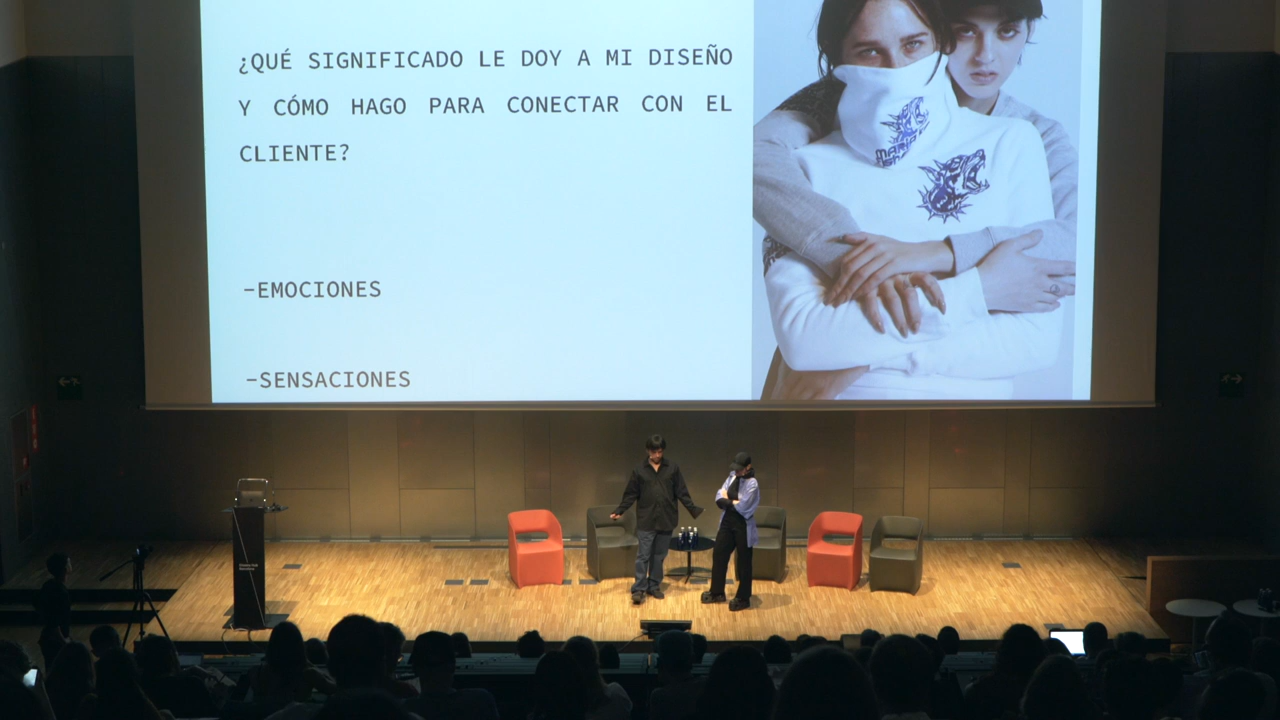 ¿QUÉ SIGNIFICADO LE DOY A MI DISEÑO
Y CÓMO HAGO PARA CONECTAR CON EL
CLIENTE?
-EMOCIONES
-SENSACIONES